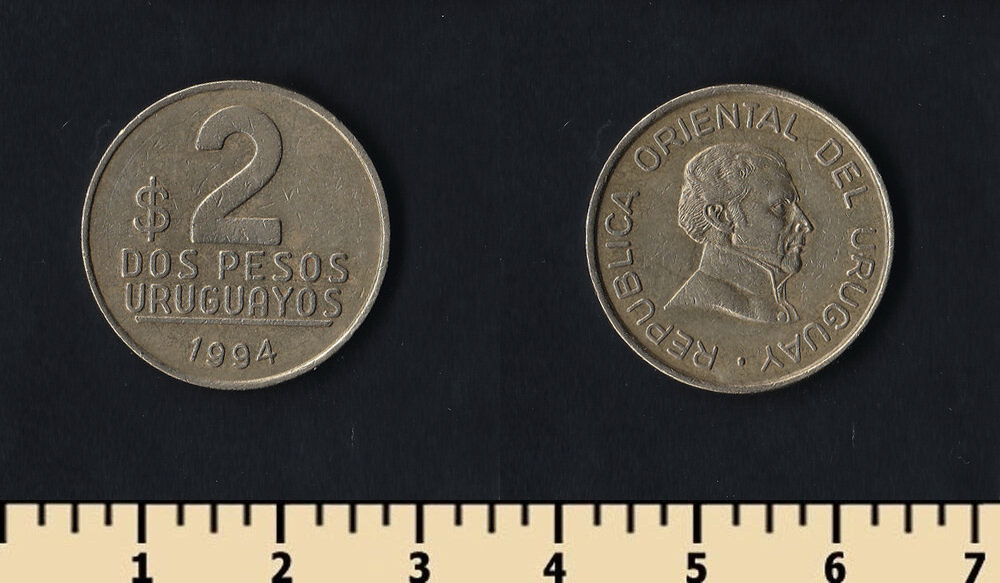 $ 2
DOS PESOS
URUGUAYOS
1994
REPUBLICA ORIENTAL DEL URUGUAY
1 2 3 4 5 6 7